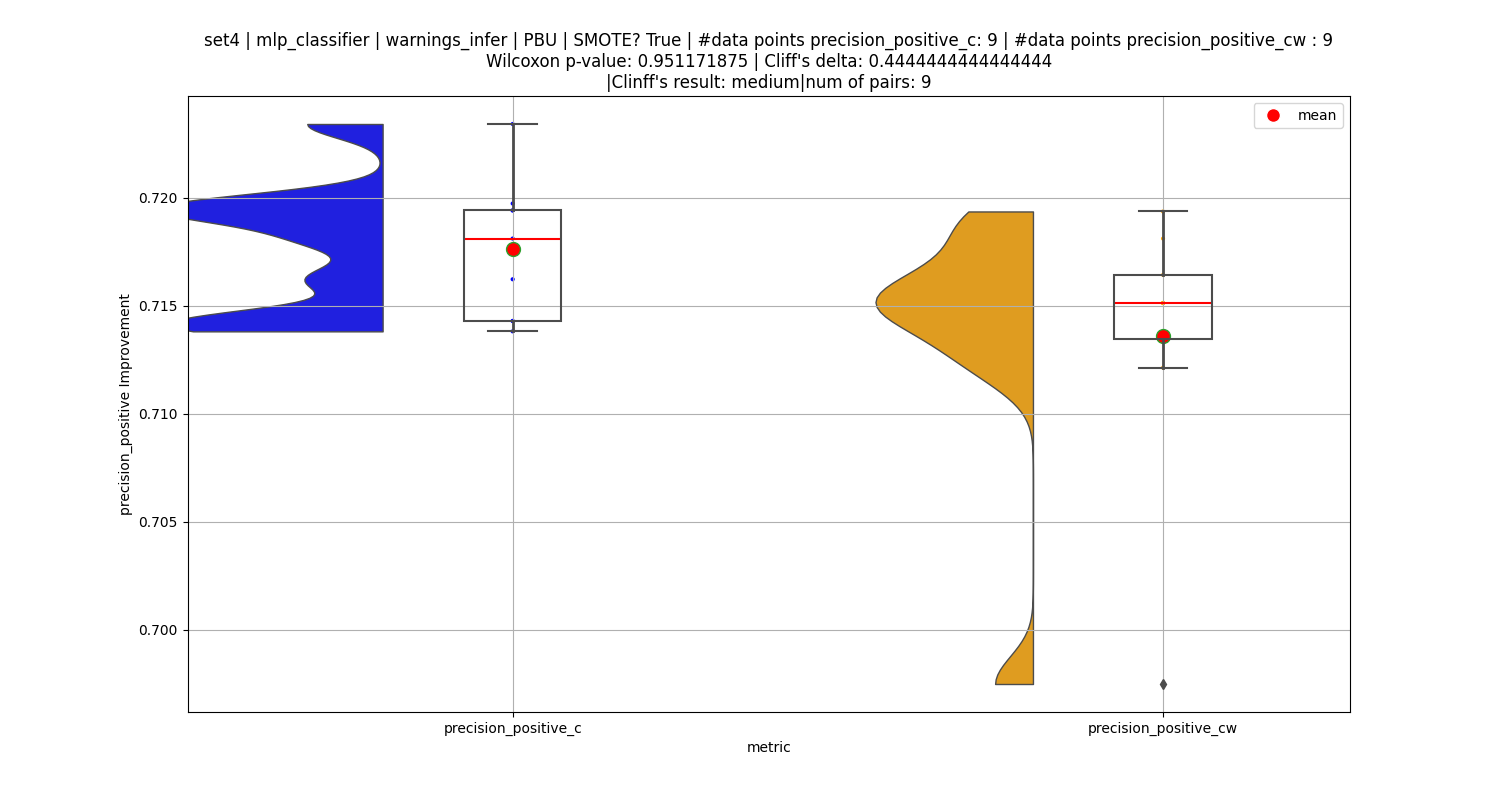 set4 | mlp_classifier | warnings_infer | PBU | SMOTE? True | #data points precision_positive_c: 9 | #data points precision_positive_cw : 9
Wilcoxon p-value: 0.951171875 | Cliff's delta: 0.4444444444444444
|Clinff's result: medium|num of pairs: 9
mean
0.720
0.715
0.710
0.705
0.700
precision_positive Improvement
precision_positive_c
precision_positive_cw
metric